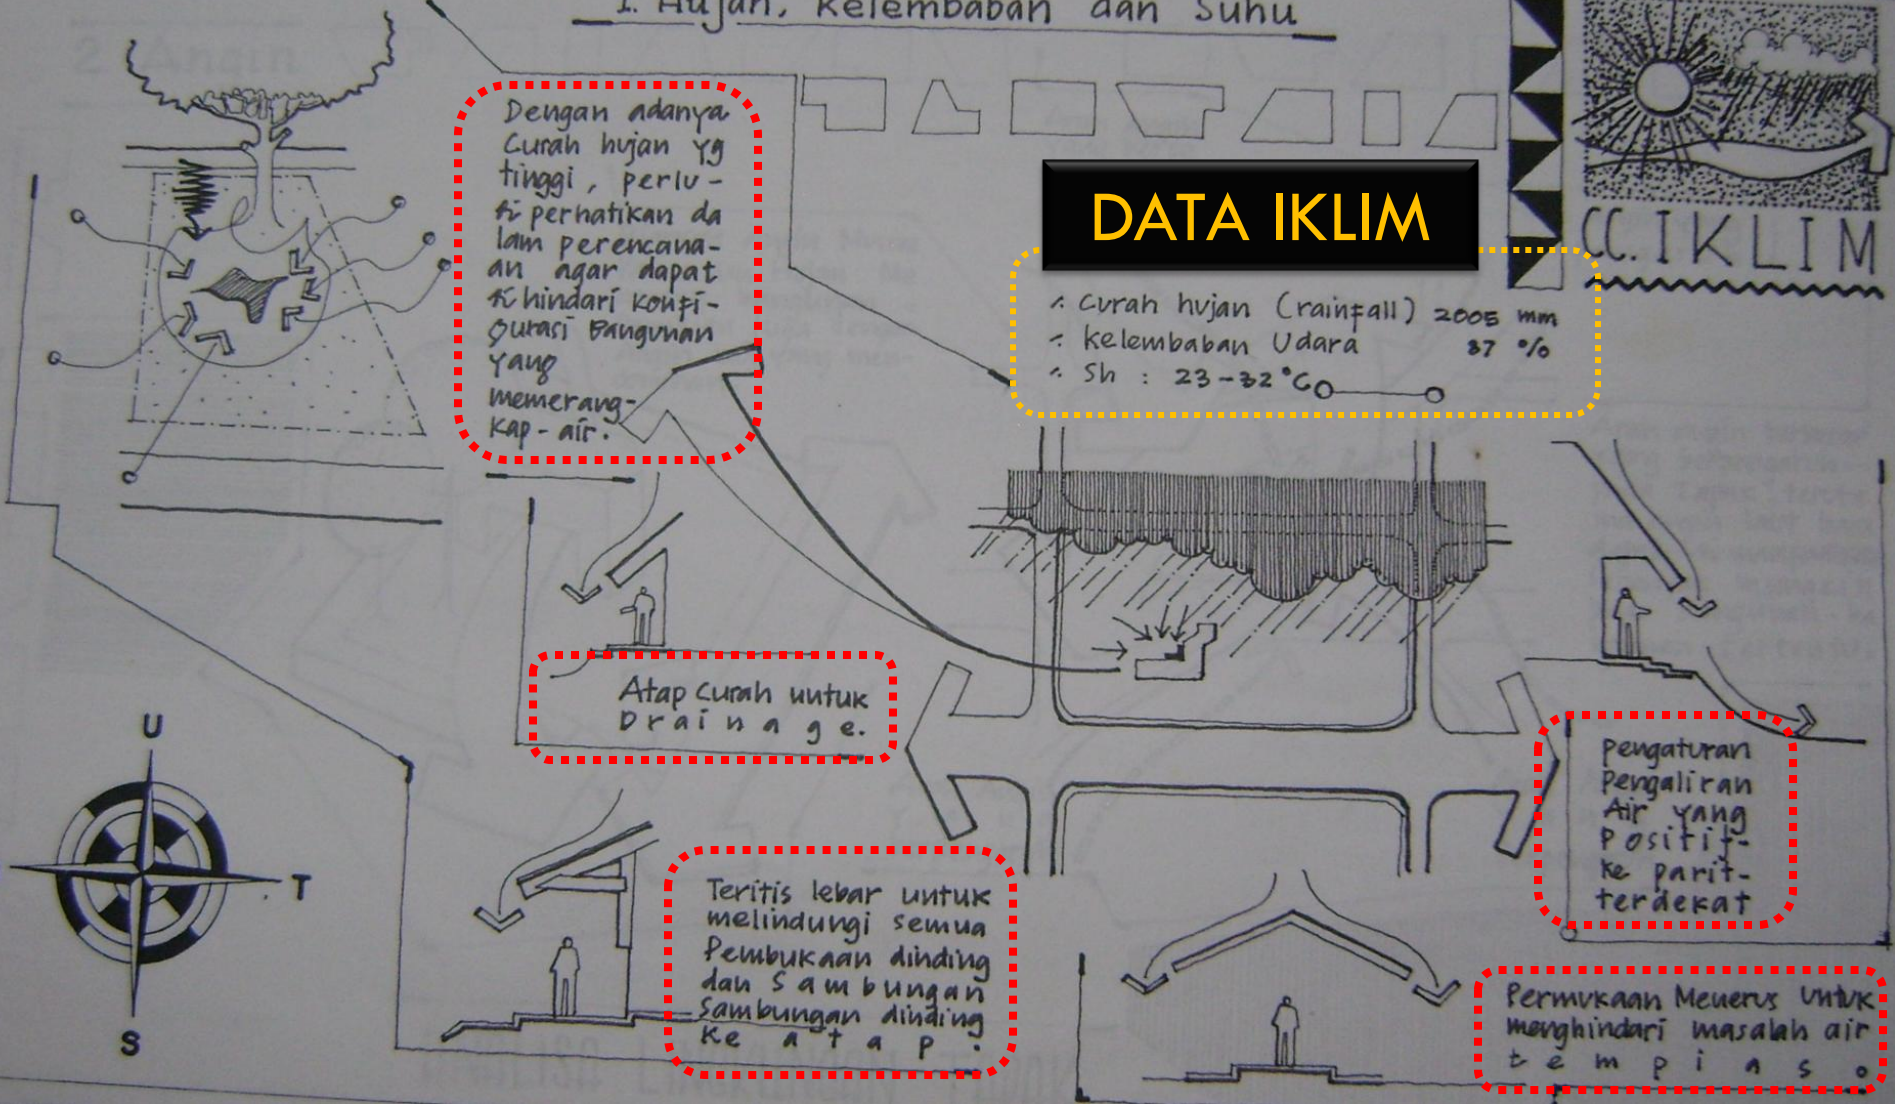 1. Hujan, Kelembaban dan Suhu
Dengan adanya
Curah hujan yg
tinggi, perlu-
di perhatikan da
lam perencana-
an agar dapat
di hindari konfi-
gurasi Bangunan
yang
memerang-
kap-air.
DATA IKLIM
CC. IKLIM
∴ Curah hujan (rainfall) 2005 mm
∴ Kelembaban Udara 87 %
∴ Sh : 23-32°C
Atap Curah untuk
Drainage.
Pengaturan
Pengaliran
Air yang
Positif-
ke parit-
terdekat
U
T
S
Teritis lebar untuk
melindungi semua
Pembukaan dinding
dan Sambungan
Sambungan dinding
Ke atap.
Permukaan Menerus untuk
menghindari masalah air
tempias.